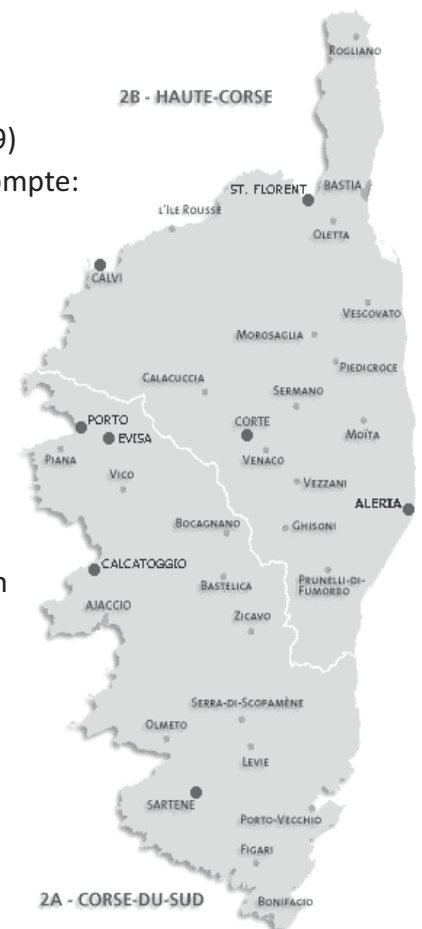 ROGLIANO
2B - HAUTE-CORSE
9)
ompte:
ST. FLORENT
BASTIA
L'ILE ROUSSE
OLETTA
CALVI
VESCOVATO
MOROSAGLIA
PIEDICROCE
CALACUCCIA
SERMANO
PORTO
CORTE
EVISA
MOÏTA
PIANA
VENACO
VICO
VEZZANI
ALERIA
BOCAGNANO
GHISONI
CALCATOGGIO
n
BASTELICA
PRUNELLI-DI-
FUMORBO
AJACCIO
ZICAVO
SERRA-DI-SCOPAMÈNE
OLMETO
LEVIE
SARTENE
PORTO-VECCHIO
FIGARI
2A - CORSE-DU-SUD
BONIFACIO